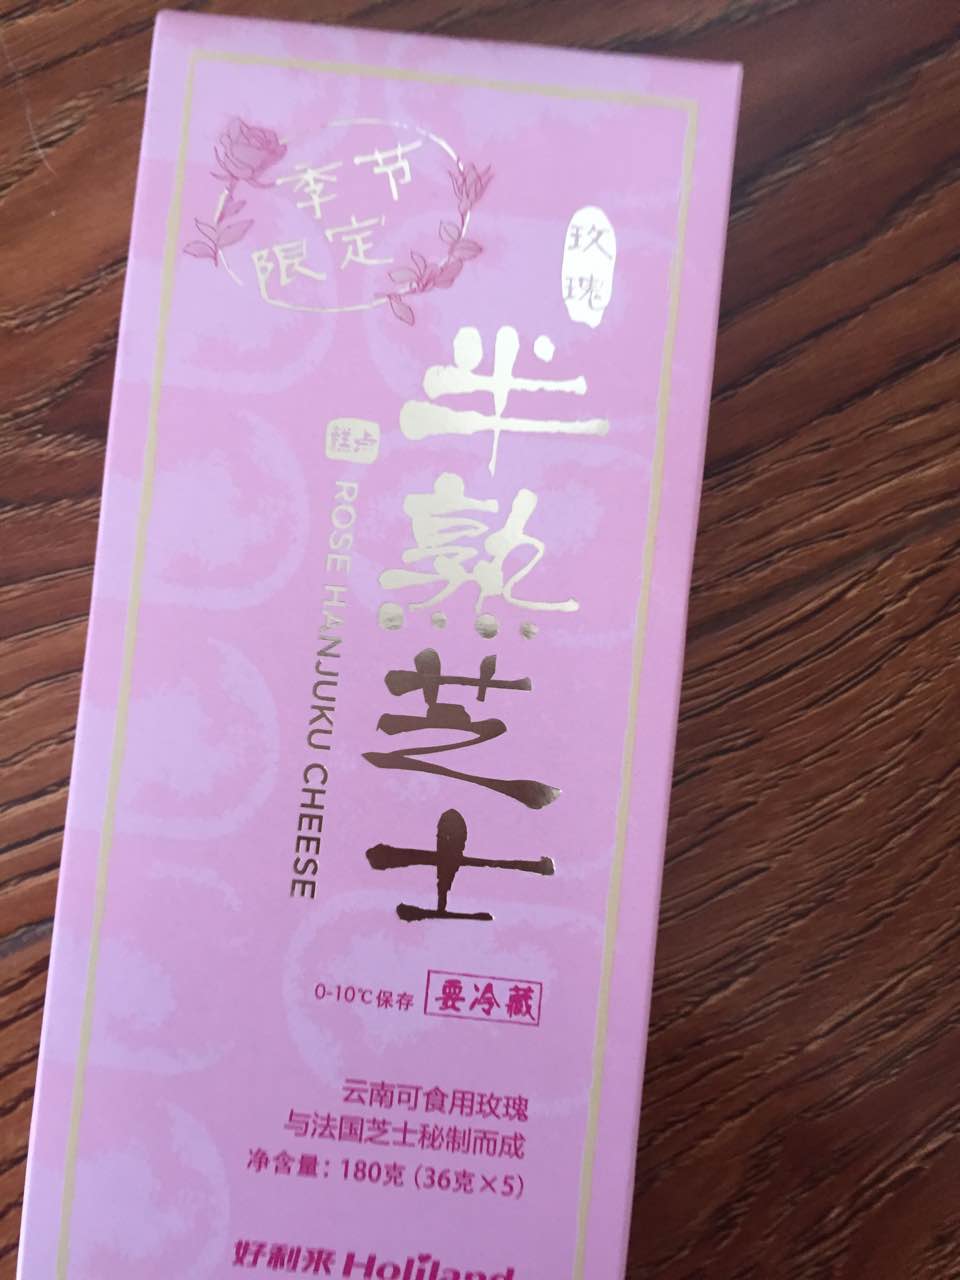 季节
限定
玫瑰
半熟芝士
糕点
ROSE HANJUKU CHEESE
0-10℃保存 要冷藏
云南可食用玫瑰
与法国芝士秘制而成
净含量：180克（36克×5）
好利来 Holiland